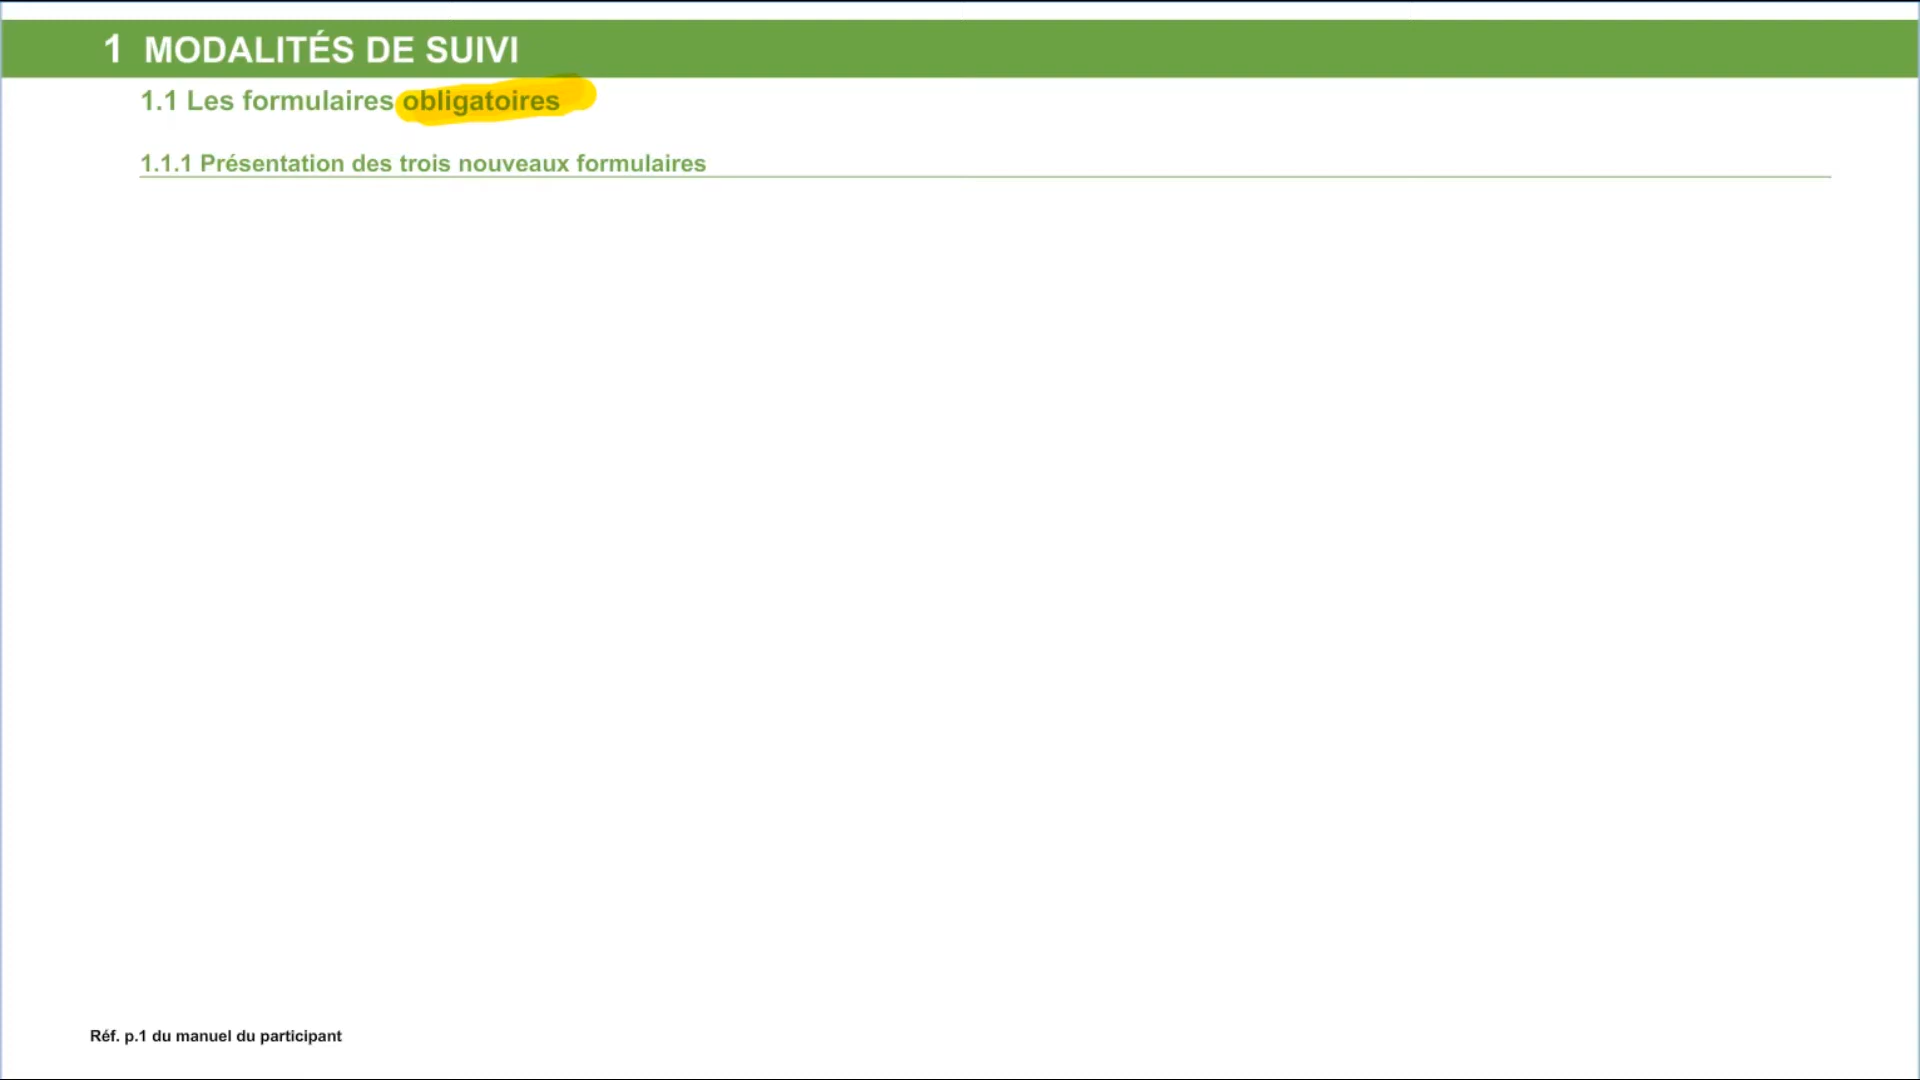 1 MODALITÉS DE SUIVI
1.1 Les formulaires obligatoires
1.1.1 Présentation des trois nouveaux formulaires
Réf. p.1 du manuel du participant